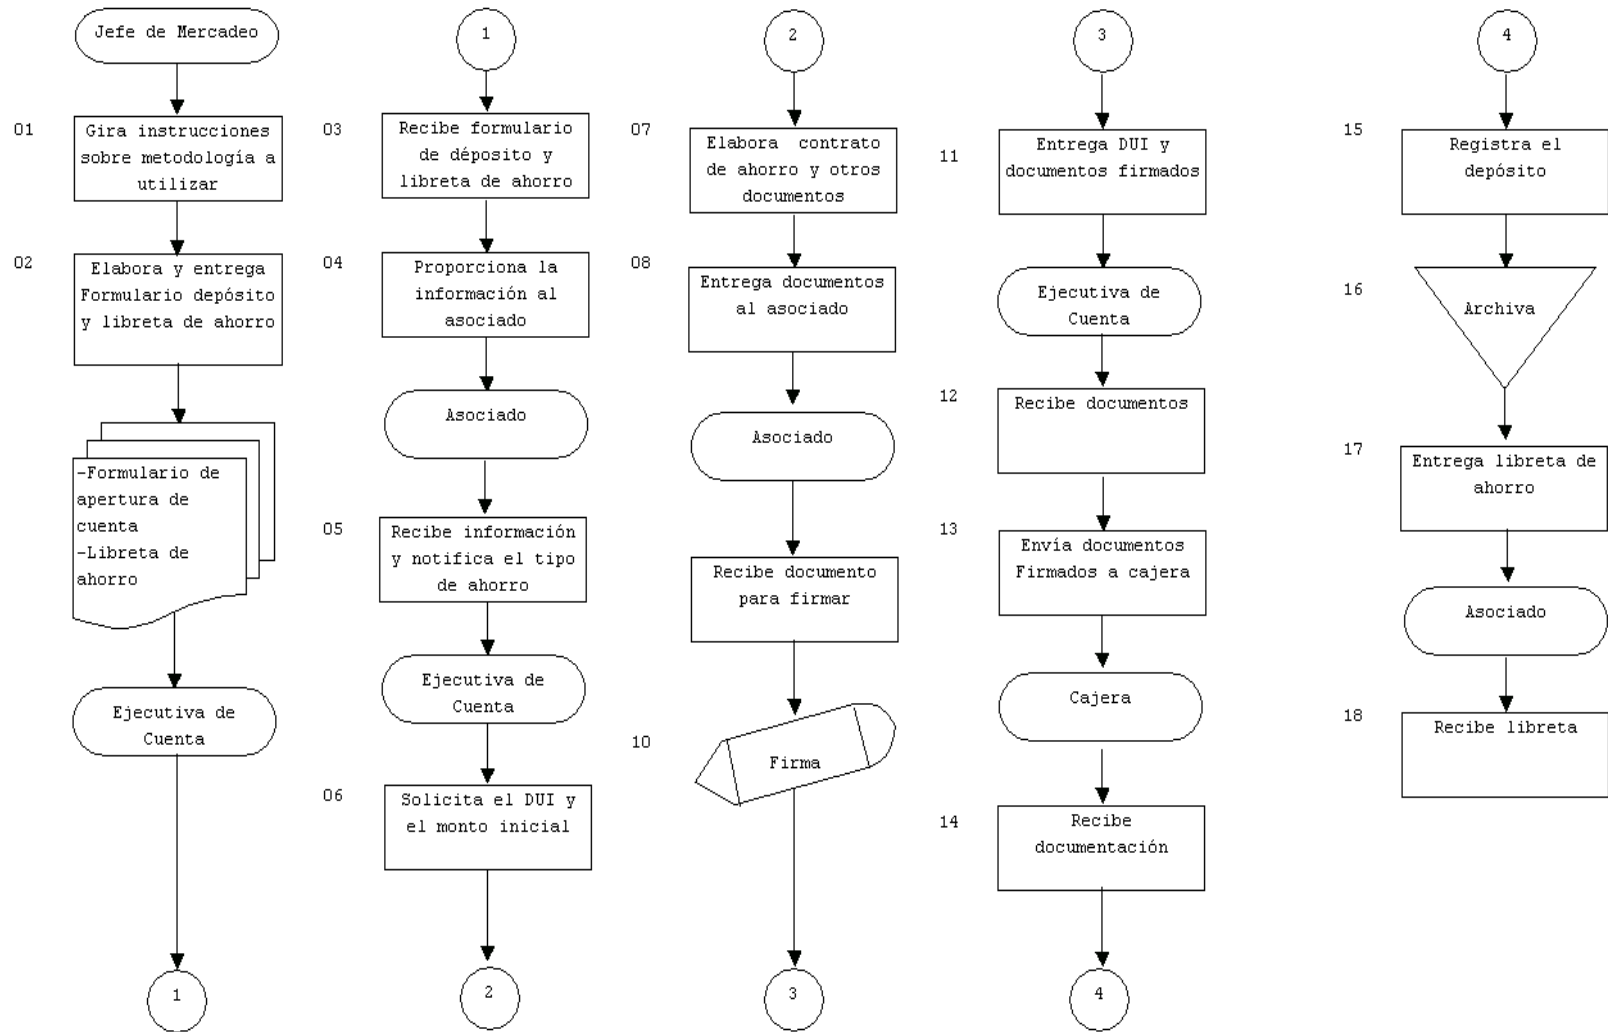 Jefe de Mercadeo
01
Gira instrucciones
sobre metodología a
utilizar
02
Elabora y entrega
Formulario depósito
y libreta de ahorro
-Formulario de
apertura de
cuenta
-Libreta de
ahorro
Ejecutiva de
Cuenta
1
1
03
Recibe formulario
de déposito y
libreta de ahorro
04
Proporciona la
información al
asociado
Asociado
05
Recibe información
y notifica el tipo
de ahorro
Ejecutiva de
Cuenta
06
Solicita el DUI y
el monto inicial
2
2
07
Elabora contrato
de ahorro y otros
documentos
08
Entrega documentos
al asociado
Asociado
Recibe documento
para firmar
10
Firma
3
3
11
Entrega DUI y
documentos firmados
Ejecutiva de
Cuenta
12
Recibe documentos
13
Envía documentos
Firmados a cajera
Cajera
14
Recibe
documentación
4
4
15
Registra el
depósito
16
Archiva
17
Entrega libreta de
ahorro
Asociado
18
Recibe libreta